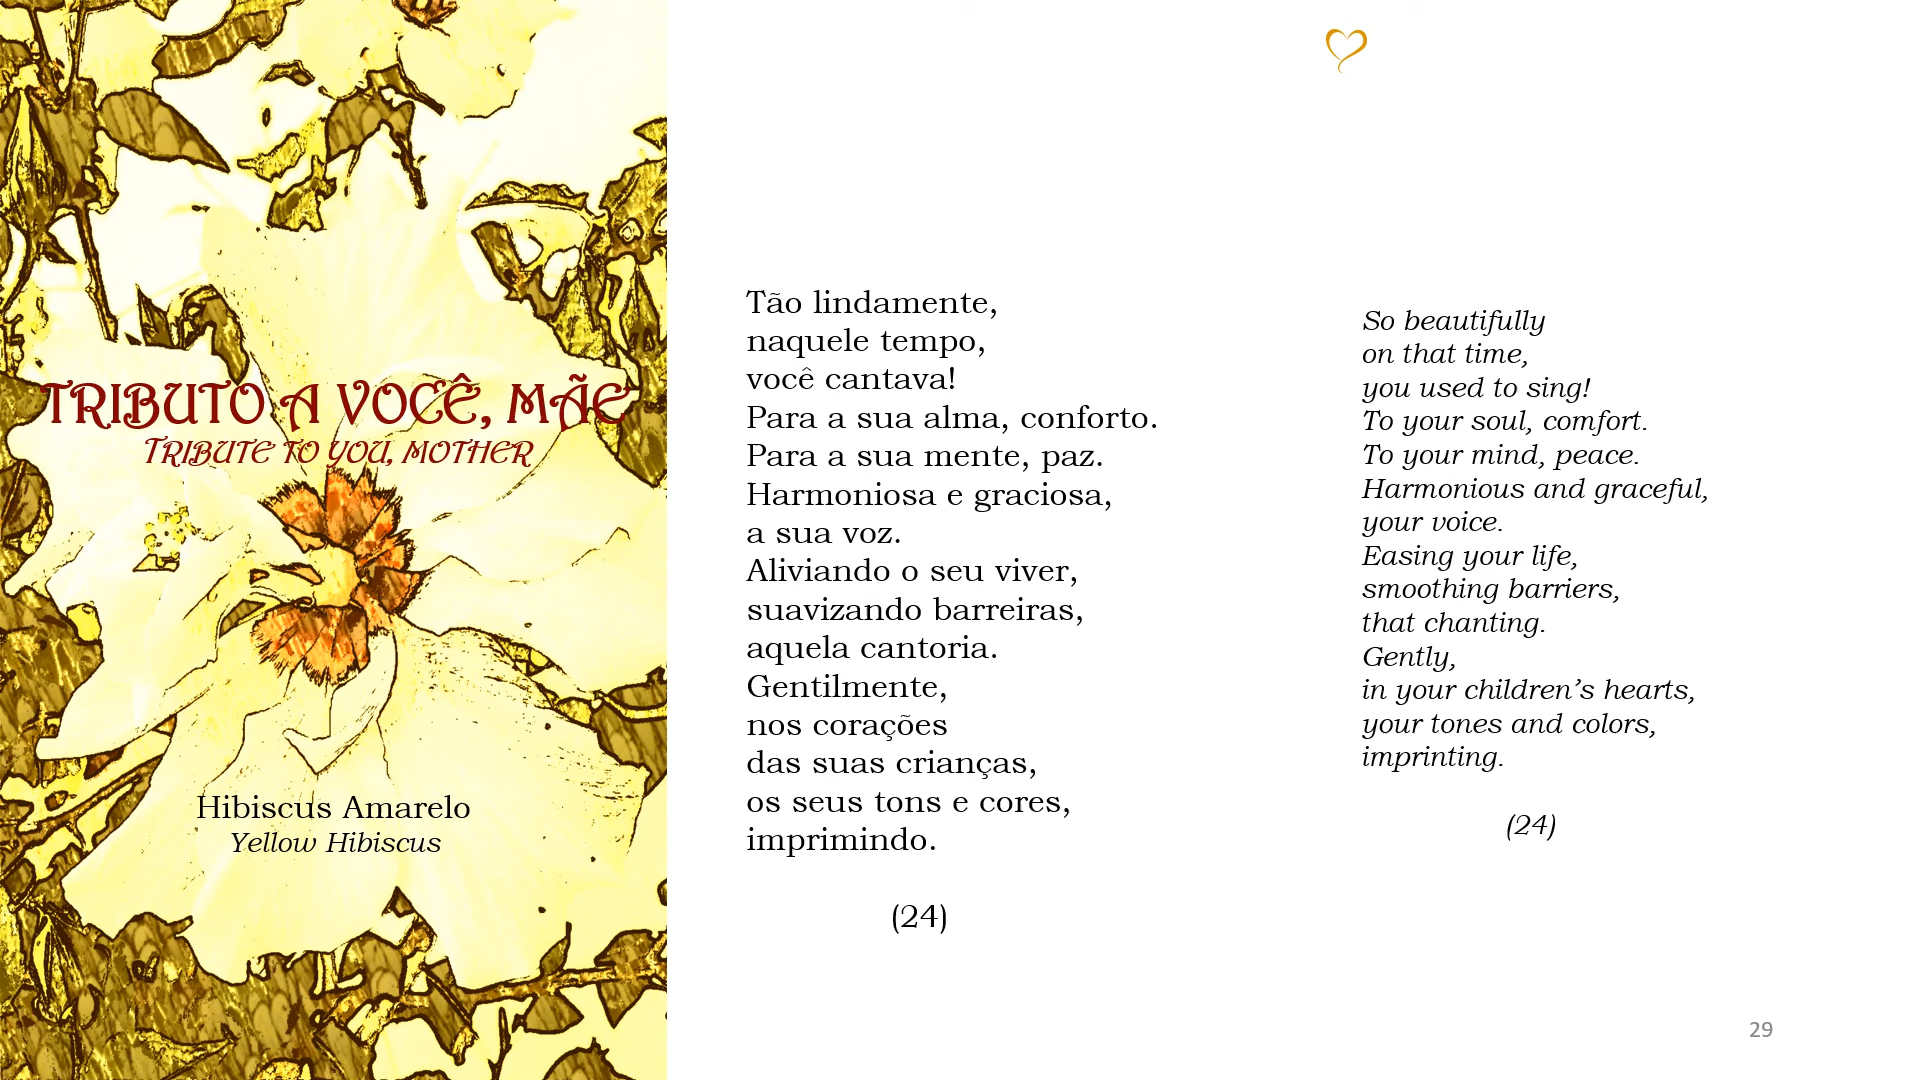 TRIBUTO A VOCÊ, MÃE
TRIBUTE TO YOU, MOTHER
Hibiscus Amarelo
Yellow Hibiscus
Tão lindamente,
naquele tempo,
você cantava!
Para a sua alma, conforto.
Para a sua mente, paz.
Harmoniosa e graciosa,
a sua voz.
Aliviando o seu viver,
suavizando barreiras,
aquela cantoria.
Gentilmente,
nos corações
das suas crianças,
os seus tons e cores,
imprimindo.
(24)
So beautifully
on that time,
you used to sing!
To your soul, comfort.
To your mind, peace.
Harmonious and graceful,
your voice.
Easing your life,
smoothing barriers,
that chanting.
Gently,
in your children’s hearts,
your tones and colors,
imprinting.
(24)
29